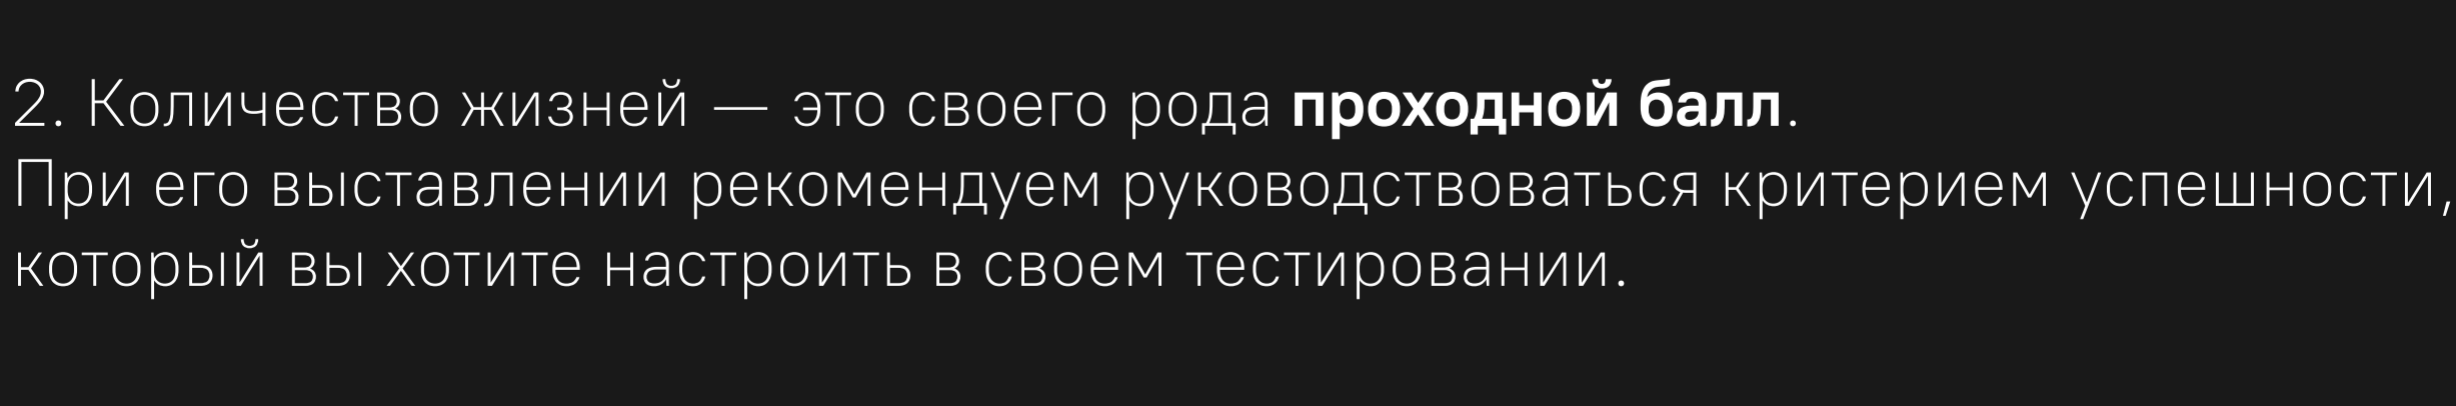 2. Количество жизней — это своего рода проходной балл.
При его выставлении рекомендуем руководствоваться критерием успешности,
который вы хотите настроить в своем тестировании.